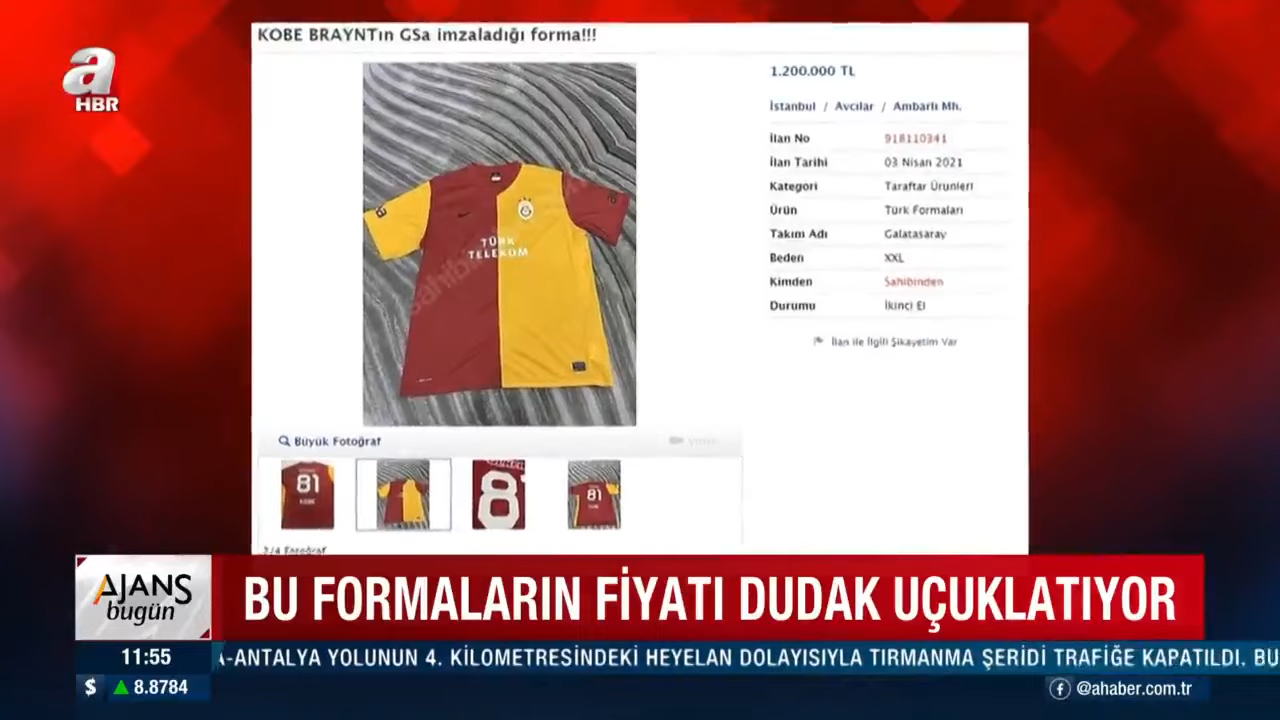 a
HBR
KOBE BRAYNTın GSa imzaladığı forma!!!
TÜRK
TELEKOM
1.200.000 TL
İstanbul / Avcılar / Ambarlı Mh.
İlan No 918110341
İlan Tarihi 03 Nisan 2021
Kategori Taraftar Ürünleri
Ürün Türk Formaları
Takım Adı Galatasaray
Beden XXL
Kimden Sahibinden
Durumu İkinci El
İlan ile İlgili Şikayetim Var
Büyük Fotoğraf
81
8
81
2/4 Fotoğraf
AJANS
bugün
BU FORMALARIN FİYATI DUDAK UÇUKLATIYOR
11:55
A-ANTALYA YOLUNUN 4. KİLOMETRESİNDEKİ HEYELAN DOLAYISIYLA TIRMANMA ŞERİDİ TRAFİĞE KAPATILDI. BU
$ 8.8784
@ahaber.com.tr